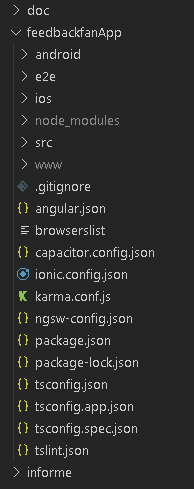 doc
feedbackfanApp
android
e2e
ios
node_modules
src
www
.gitignore
angular.json
browserslist
capacitor.config.json
ionic.config.json
karma.conf.js
ngsw-config.json
package.json
package-lock.json
tsconfig.json
tsconfig.app.json
tsconfig.spec.json
tslint.json
informe